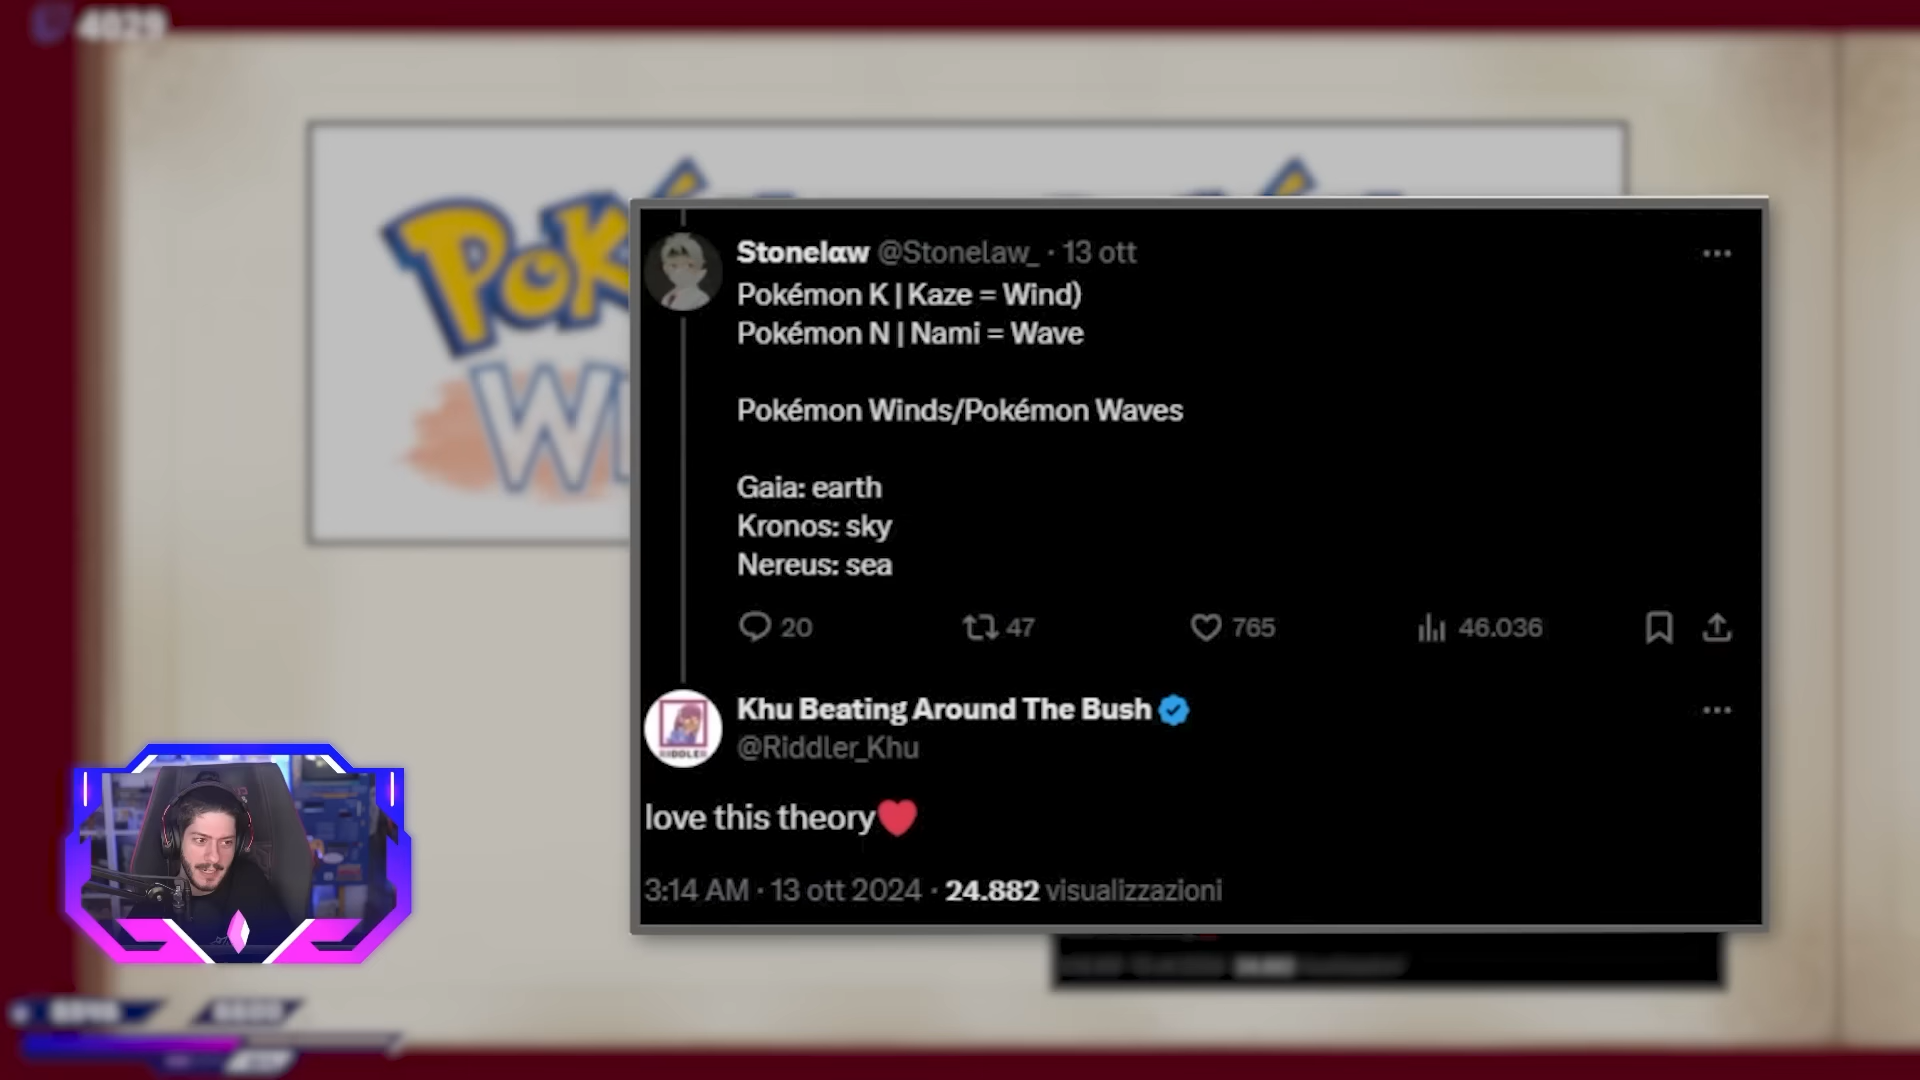 4029
Stonelaw @Stonelaw_ · 13 ott
Pokémon K | Kaze = Wind)
Pokémon N | Nami = Wave
Pokémon Winds/Pokémon Waves
Gaia: earth
Kronos: sky
Nereus: sea
20 47 765 46.036
Khu Beating Around The Bush
@Riddler_Khu
RIDDLER
love this theory❤️
3:14 AM · 13 ott 2024 · 24.882 visualizzazioni